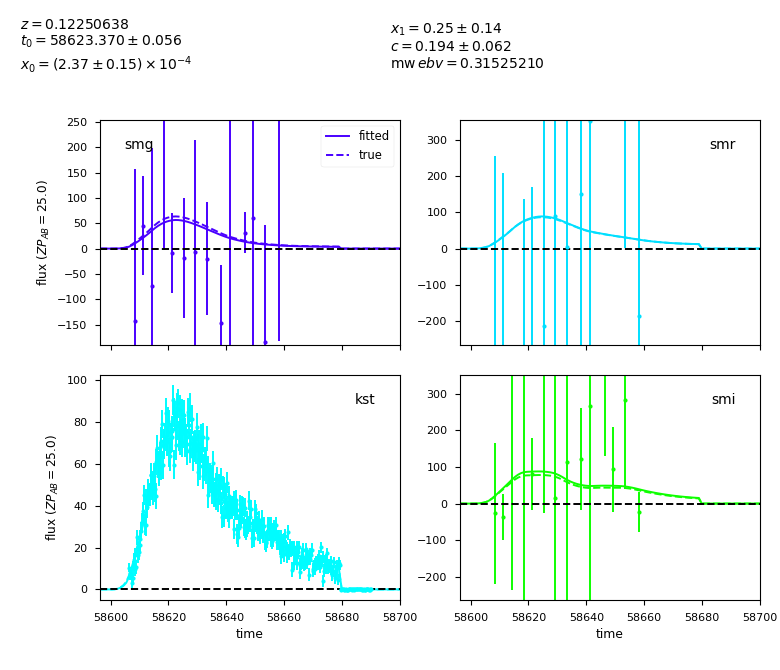 z = 0.12250638
t0 = 58623.370 ± 0.056
x0 = (2.37 ± 0.15) × 10^−4
x1 = 0.25 ± 0.14
c = 0.194 ± 0.062
mw ebv = 0.31525210
smg
fitted
true
250
200
150
100
50
0
−50
−100
−150
flux (ZP_AB = 25.0)
smr
300
200
100
0
−100
−200
kst
100
80
60
40
20
0
flux (ZP_AB = 25.0)
58600 58620 58640 58660 58680 58700
time
smi
300
200
100
0
−100
−200
58600 58620 58640 58660 58680 58700
time